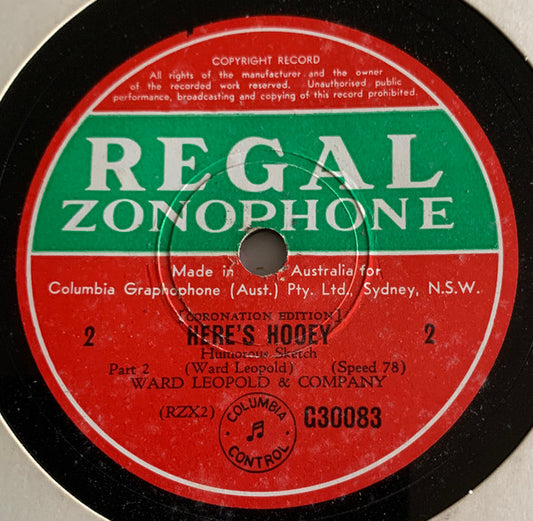 COPYRIGHT RECORD
All rights of the manufacturer and the owner
of the recorded work reserved. Unauthorised public
performance, broadcasting and copying of this record prohibited.
REGAL
ZONOPHONE
Made in Australia for
Columbia Graphophone (Aust.) Pty. Ltd., Sydney, N.S.W.
[CORONATION EDITION]
2 HERE'S HOOEY 2
Humorous Sketch
Part 2 (Ward Leopold) (Speed 78)
WARD LEOPOLD & COMPANY
(RZX2) COLUMBIA CONTROL G30083